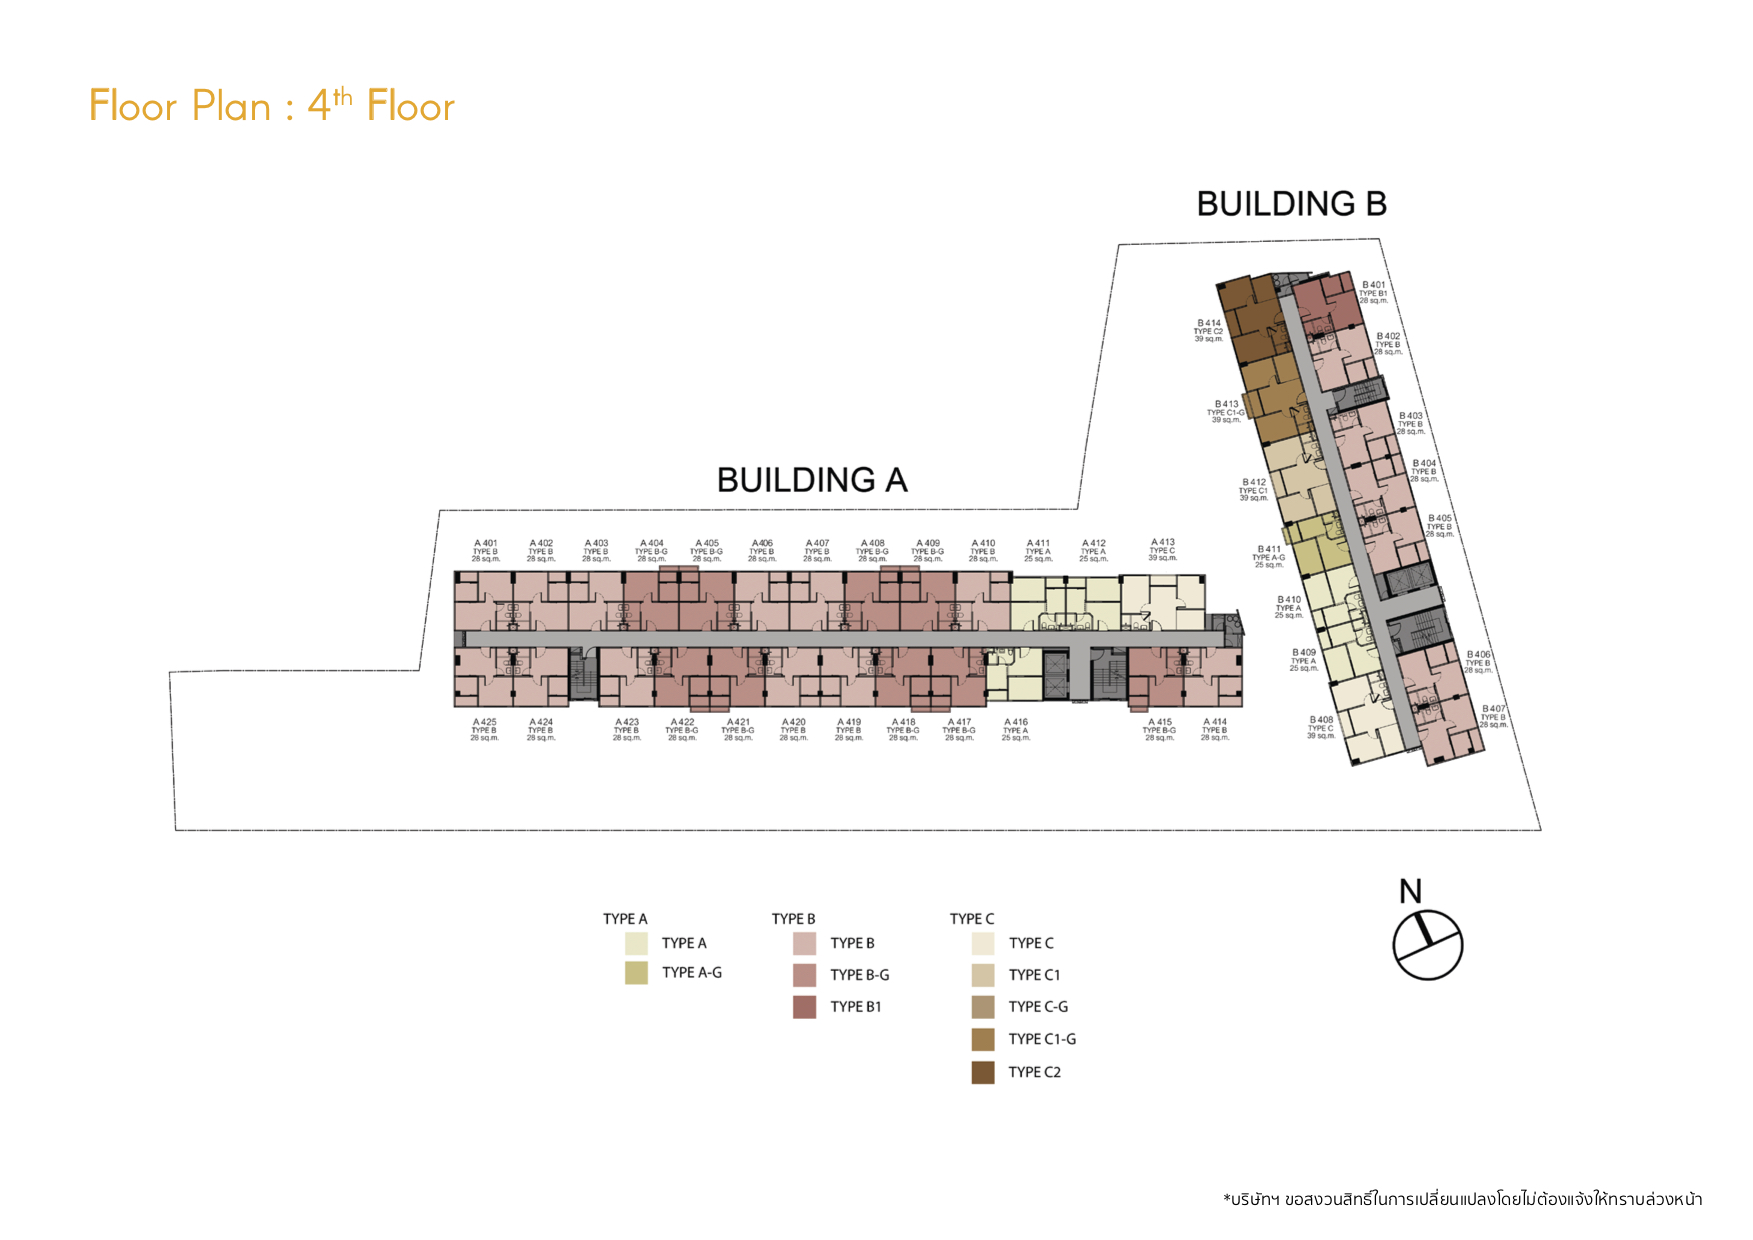 Floor Plan : 4th Floor
BUILDING B
B 401
TYPE B1
28 sq.m.
B 414
TYPE C2
39 sq.m.
B 402
TYPE B
28 sq.m.
B 413
TYPE C1-G
39 sq.m.
B 403
TYPE B
28 sq.m.
B 404
TYPE B
28 sq.m.
B 412
TYPE C1
39 sq.m.
B 405
TYPE B
28 sq.m.
B 411
TYPE A-G
25 sq.m.
B 410
TYPE A
25 sq.m.
B 409
TYPE A
25 sq.m.
B 406
TYPE B
28 sq.m.
B 408
TYPE C
39 sq.m.
B 407
TYPE B
28 sq.m.
BUILDING A
A 401 A 402 A 403 A 404 A 405 A 406 A 407 A 408 A 409 A 410 A 411 A 412 A 413
TYPE B TYPE B TYPE B TYPE B-G TYPE B-G TYPE B TYPE B TYPE B-G TYPE B-G TYPE B TYPE A TYPE A TYPE C
28 sq.m. 28 sq.m. 28 sq.m. 28 sq.m. 28 sq.m. 28 sq.m. 28 sq.m. 28 sq.m. 28 sq.m. 28 sq.m. 25 sq.m. 25 sq.m. 39 sq.m.
A 425 A 424 A 423 A 422 A 421 A 420 A 419 A 418 A 417 A 416 A 415 A 414
TYPE B TYPE B TYPE B TYPE B-G TYPE B-G TYPE B TYPE B TYPE B-G TYPE B-G TYPE A TYPE B-G TYPE B
28 sq.m. 28 sq.m. 28 sq.m. 28 sq.m. 28 sq.m. 28 sq.m. 28 sq.m. 28 sq.m. 28 sq.m. 25 sq.m. 28 sq.m. 28 sq.m.
N
TYPE A
TYPE A
TYPE A-G
TYPE B
TYPE B
TYPE B-G
TYPE B1
TYPE C
TYPE C
TYPE C1
TYPE C-G
TYPE C1-G
TYPE C2
*บริษัทฯ ขอสงวนสิทธิ์ในการเปลี่ยนแปลงโดยไม่ต้องแจ้งให้ทราบล่วงหน้า